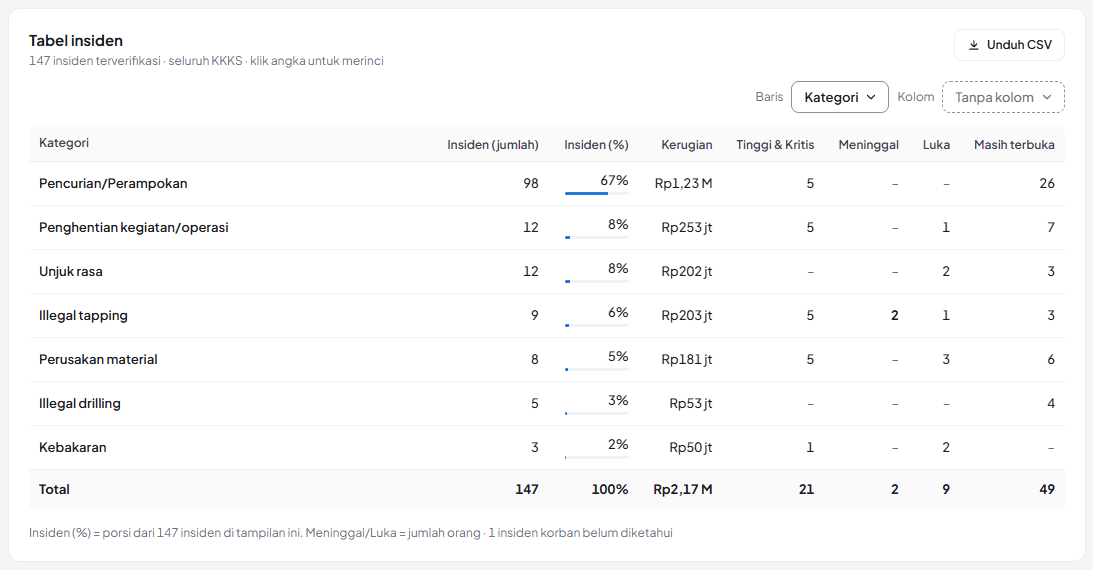 Tabel insiden
147 insiden terverifikasi · seluruh KKKS · klik angka untuk merinci
Unduh CSV
Baris Kategori Kolom Tanpa kolom
Kategori Insiden (jumlah) Insiden (%) Kerugian Tinggi & Kritis Meninggal Luka Masih terbuka
Pencurian/Perampokan 98 67% Rp1,23 M 5 – – 26
Penghentian kegiatan/operasi 12 8% Rp253 jt 5 – 1 7
Unjuk rasa 12 8% Rp202 jt – – 2 3
Illegal tapping 9 6% Rp203 jt 5 2 1 3
Perusakan material 8 5% Rp181 jt 5 – 3 6
Illegal drilling 5 3% Rp53 jt – – – 4
Kebakaran 3 2% Rp50 jt 1 – 2 –
Total 147 100% Rp2,17 M 21 2 9 49
Insiden (%) = porsi dari 147 insiden di tampilan ini. Meninggal/Luka = jumlah orang · 1 insiden korban belum diketahui